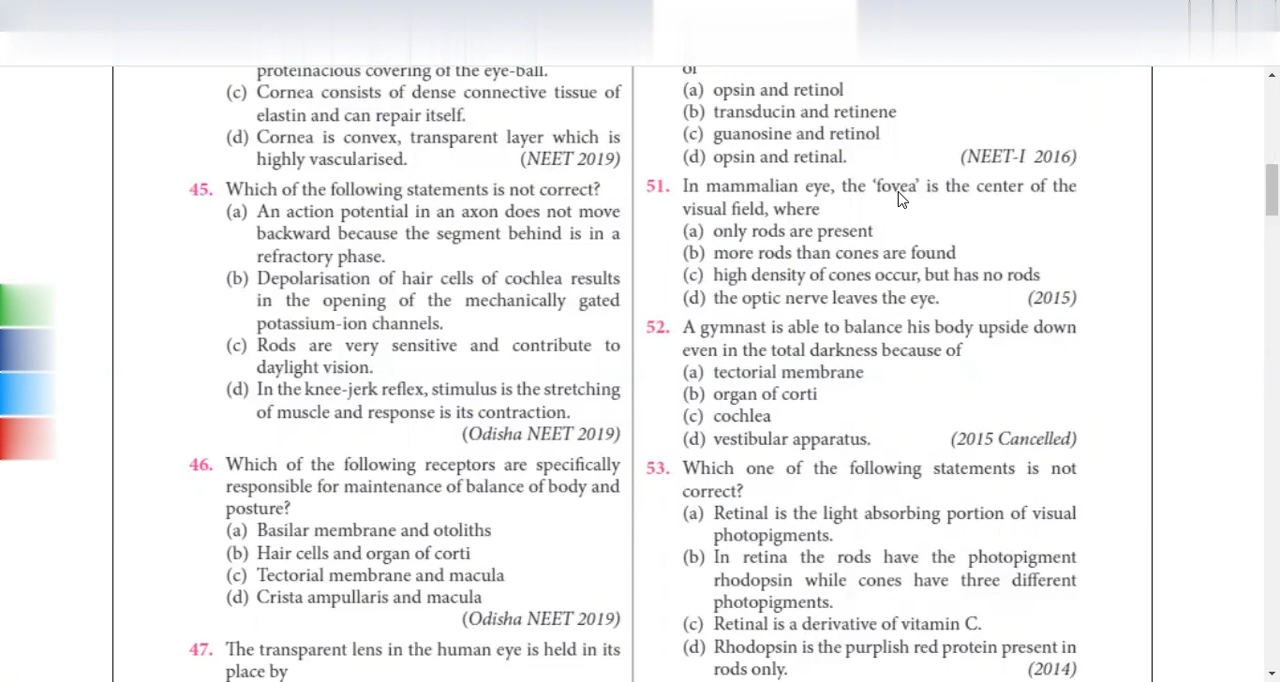 proteinacious covering of the eye-ball.
(c) Cornea consists of dense connective tissue of
elastin and can repair itself.
(d) Cornea is convex, transparent layer which is
highly vascularised. (NEET 2019)
45. Which of the following statements is not correct?
(a) An action potential in an axon does not move
backward because the segment behind is in a
refractory phase.
(b) Depolarisation of hair cells of cochlea results
in the opening of the mechanically gated
potassium-ion channels.
(c) Rods are very sensitive and contribute to
daylight vision.
(d) In the knee-jerk reflex, stimulus is the stretching
of muscle and response is its contraction.
(Odisha NEET 2019)
46. Which of the following receptors are specifically
responsible for maintenance of balance of body and
posture?
(a) Basilar membrane and otoliths
(b) Hair cells and organ of corti
(c) Tectorial membrane and macula
(d) Crista ampullaris and macula
(Odisha NEET 2019)
47. The transparent lens in the human eye is held in its
place by
of
(a) opsin and retinol
(b) transducin and retinene
(c) guanosine and retinol
(d) opsin and retinal. (NEET-I 2016)
51. In mammalian eye, the ‘fovea’ is the center of the
visual field, where
(a) only rods are present
(b) more rods than cones are found
(c) high density of cones occur, but has no rods
(d) the optic nerve leaves the eye. (2015)
52. A gymnast is able to balance his body upside down
even in the total darkness because of
(a) tectorial membrane
(b) organ of corti
(c) cochlea
(d) vestibular apparatus. (2015 Cancelled)
53. Which one of the following statements is not
correct?
(a) Retinal is the light absorbing portion of visual
photopigments.
(b) In retina the rods have the photopigment
rhodopsin while cones have three different
photopigments.
(c) Retinal is a derivative of vitamin C.
(d) Rhodopsin is the purplish red protein present in
rods only. (2014)